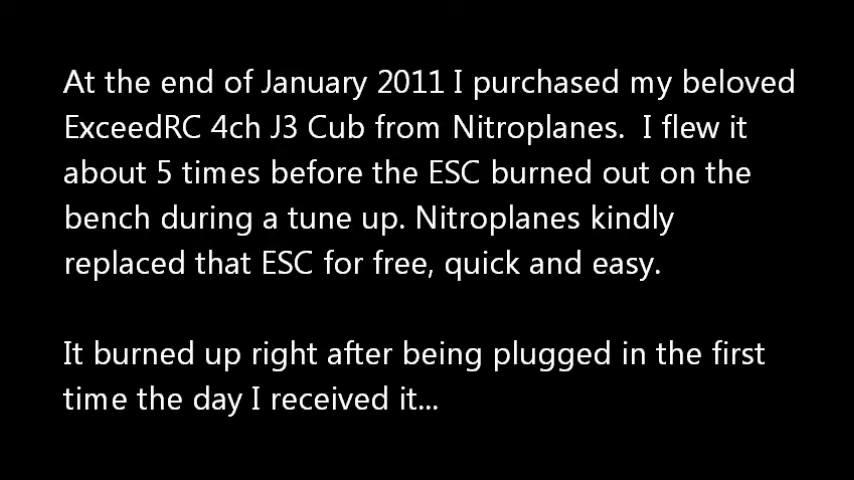 At the end of January 2011 I purchased my beloved
ExceedRC 4ch J3 Cub from Nitroplanes.  I flew it
about 5 times before the ESC burned out on the
bench during a tune up. Nitroplanes kindly
replaced that ESC for free, quick and easy.

It burned up right after being plugged in the first
time the day I received it...